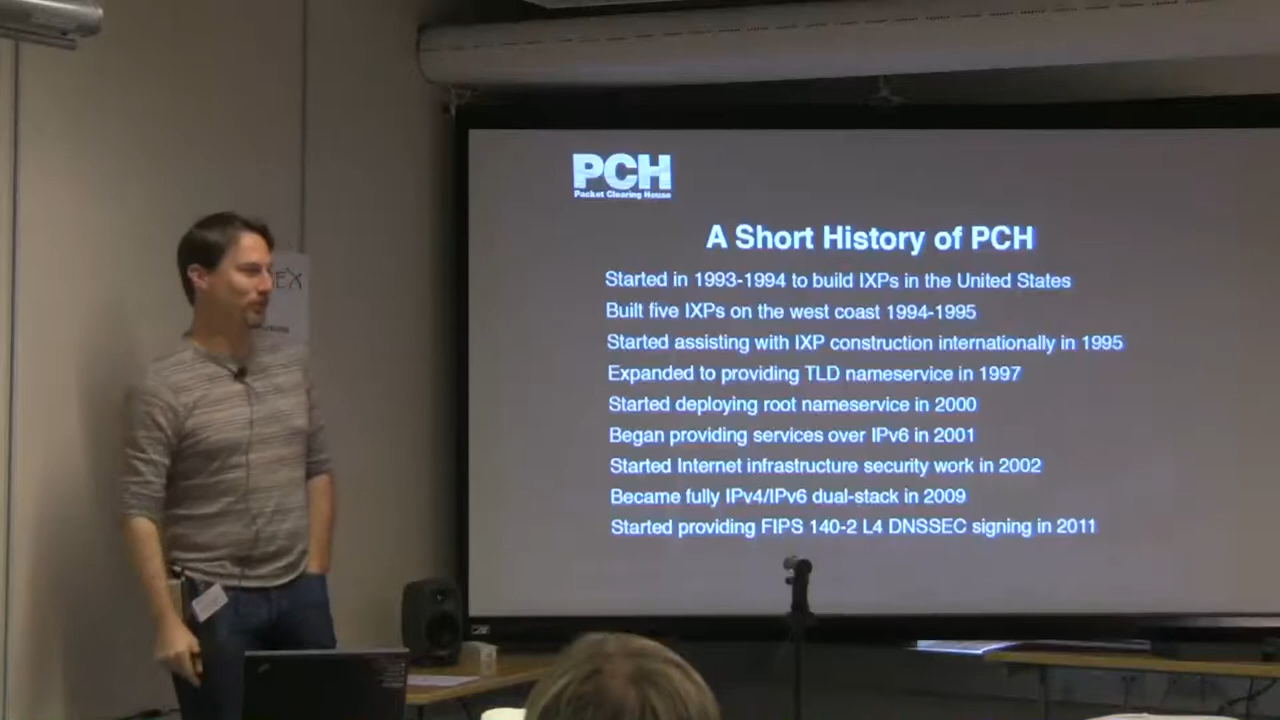 PCH
Packet Clearing House
A Short History of PCH
Started in 1993-1994 to build IXPs in the United States
Built five IXPs on the west coast 1994-1995
Started assisting with IXP construction internationally in 1995
Expanded to providing TLD nameservice in 1997
Started deploying root nameservice in 2000
Began providing services over IPv6 in 2001
Started Internet infrastructure security work in 2002
Became fully IPv4/IPv6 dual-stack in 2009
Started providing FIPS 140-2 L4 DNSSEC signing in 2011
EX